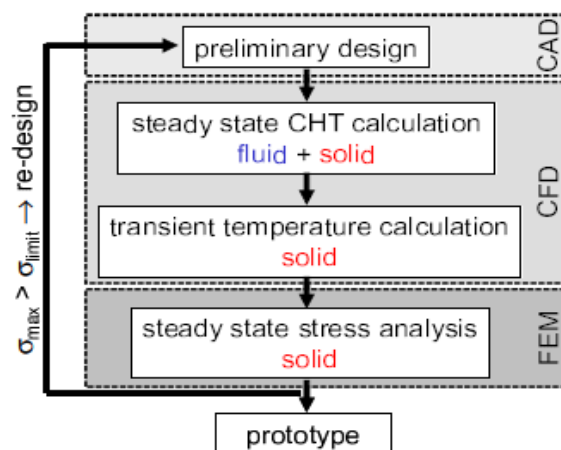 preliminary design
CAD
steady state CHT calculation
fluid + solid
transient temperature calculation
solid
CFD
steady state stress analysis
solid
FEM
σmax > σlimit → re-design
prototype